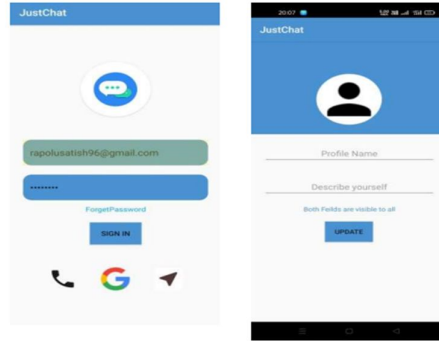 JustChat
rapolusatish96@gmail.com
ForgetPassword
SIGN IN
20:07
JustChat
Profile Name
Describe yourself
Both Fields are visible to all
UPDATE